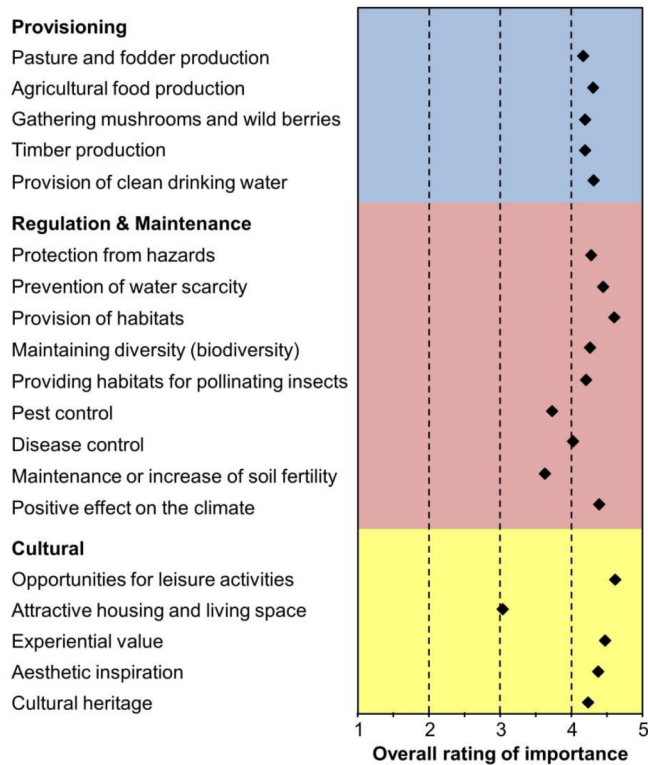 Provisioning
Pasture and fodder production
Agricultural food production
Gathering mushrooms and wild berries
Timber production
Provision of clean drinking water
Regulation & Maintenance
Protection from hazards
Prevention of water scarcity
Provision of habitats
Maintaining diversity (biodiversity)
Providing habitats for pollinating insects
Pest control
Disease control
Maintenance or increase of soil fertility
Positive effect on the climate
Cultural
Opportunities for leisure activities
Attractive housing and living space
Experiential value
Aesthetic inspiration
Cultural heritage
1 2 3 4 5
Overall rating of importance